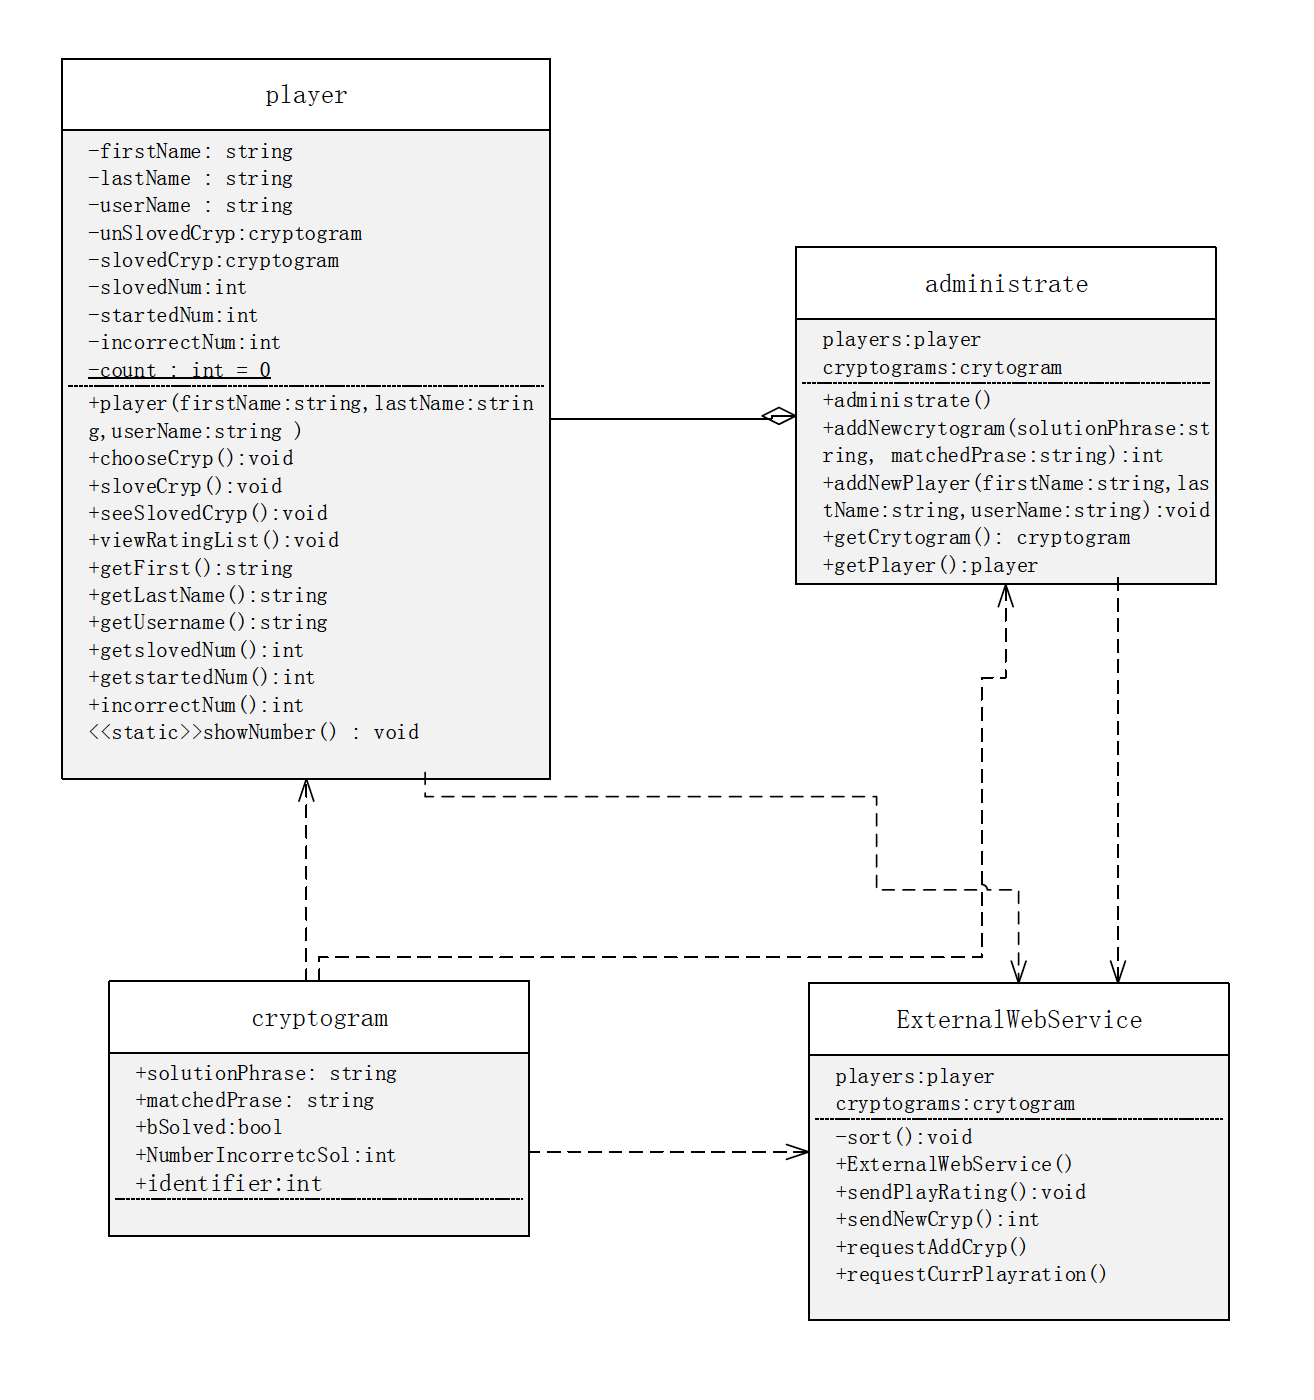 player
-firstName: string
-lastName : string
-userName : string
-unSlovedCryp:cryptogram
-slovedCryp:cryptogram
-slovedNum:int
-startedNum:int
-incorrectNum:int
-count : int = 0
+player(firstName:string,lastName:strin
g,userName:string )
+chooseCryp():void
+sloveCryp():void
+seeSlovedCryp():void
+viewRatingList():void
+getFirst():string
+getLastName():string
+getUsername():string
+getslovedNum():int
+getstartedNum():int
+incorrectNum():int
<<static>>showNumber() : void
administrate
players:player
cryptograms:crytogram
+administrate()
+addNewcrytogram(solutionPhrase:st
ring, matchedPrase:string):int
+addNewPlayer(firstName:string,las
tName:string,userName:string):void
+getCrytogram(): cryptogram
+getPlayer():player
cryptogram
+solutionPhrase: string
+matchedPrase: string
+bSolved:bool
+NumberIncorretcSol:int
+identifier:int
ExternalWebService
players:player
cryptograms:crytogram
-sort():void
+ExternalWebService()
+sendPlayRating():void
+sendNewCryp():int
+requestAddCryp()
+requestCurrPlayration()